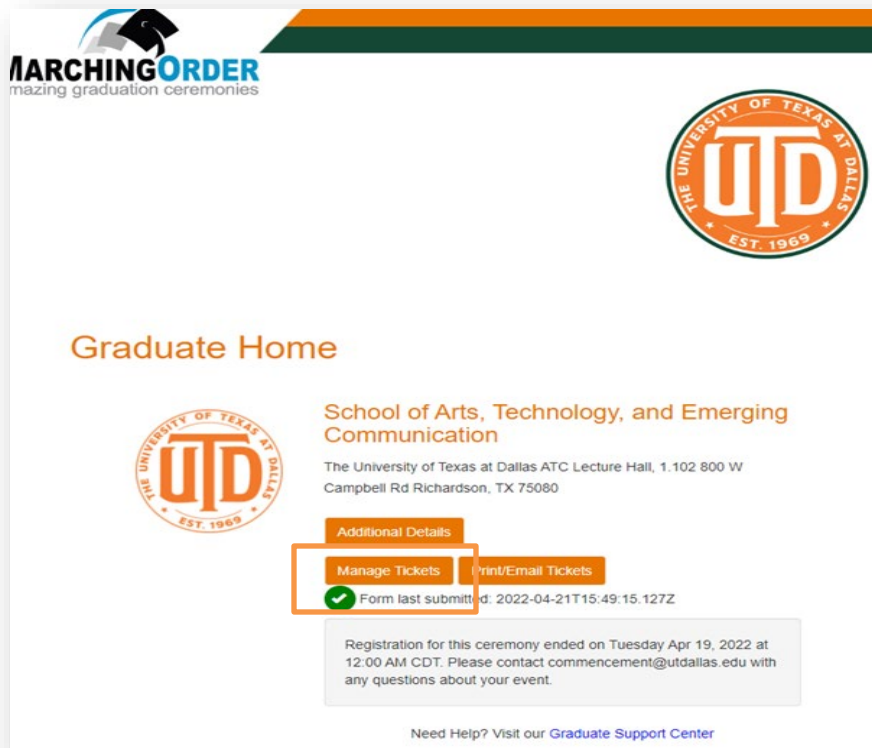 MARCHINGORDER
mazing graduation ceremonies
THE UNIVERSITY OF TEXAS AT DALLAS
UTD
EST. 1969
Graduate Home
THE UNIVERSITY OF TEXAS AT DALLAS
UTD
EST. 1969
School of Arts, Technology, and Emerging
Communication
The University of Texas at Dallas ATC Lecture Hall, 1.102 800 W
Campbell Rd Richardson, TX 75080
Additional Details
Manage Tickets Print/Email Tickets
Form last submitted: 2022-04-21T15:49:15.127Z
Registration for this ceremony ended on Tuesday Apr 19, 2022 at
12:00 AM CDT. Please contact commencement@utdallas.edu with
any questions about your event.
Need Help? Visit our Graduate Support Center